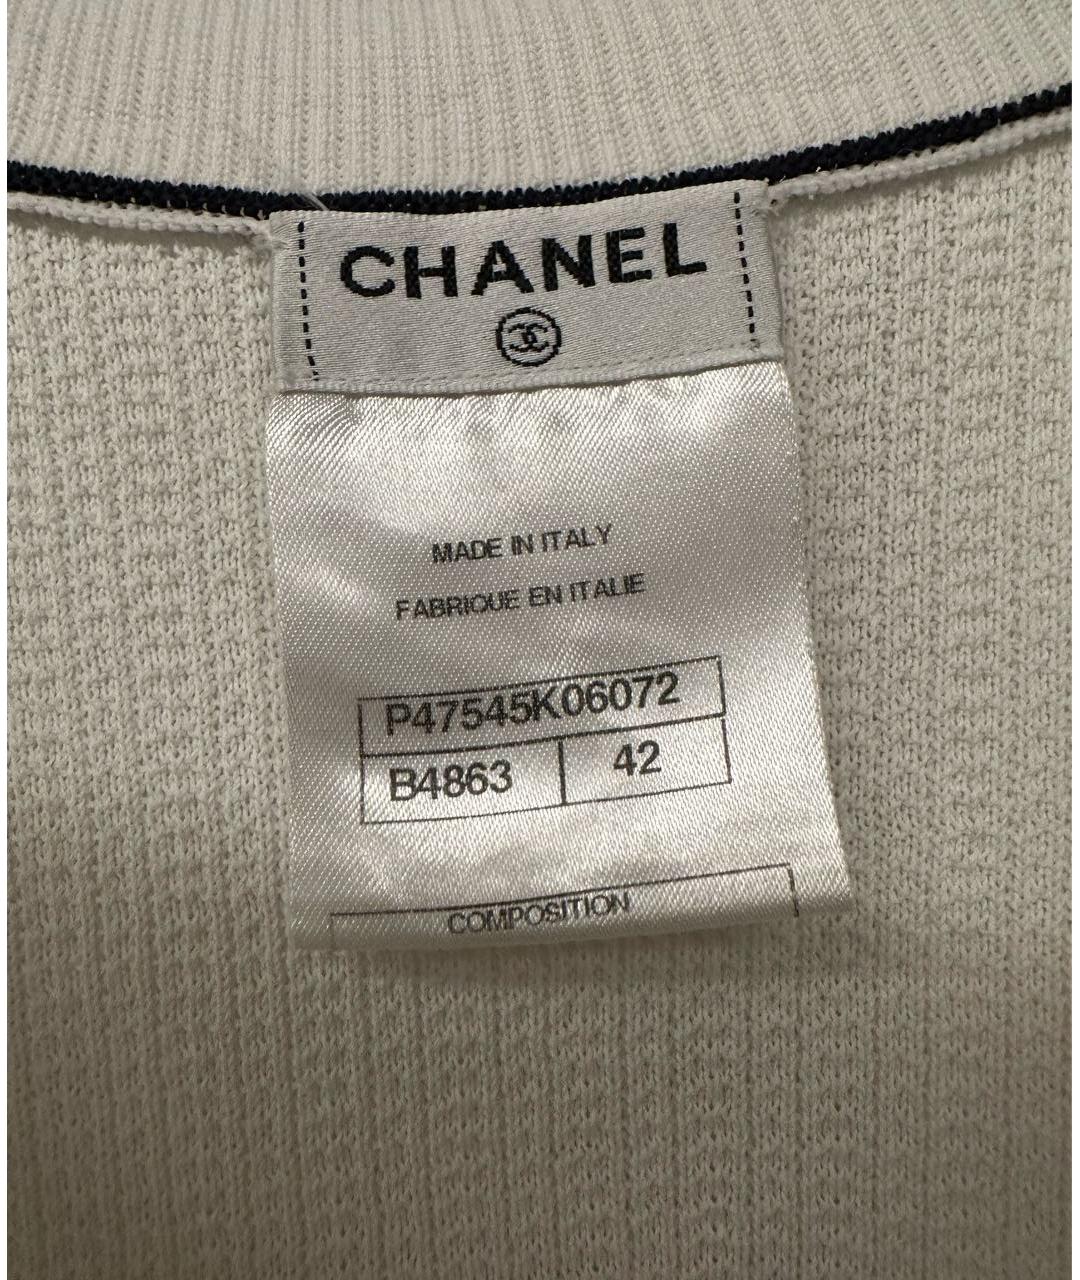 CHANEL
MADE IN ITALY
FABRIQUE EN ITALIE
P47545K06072
B4863 42
COMPOSITION